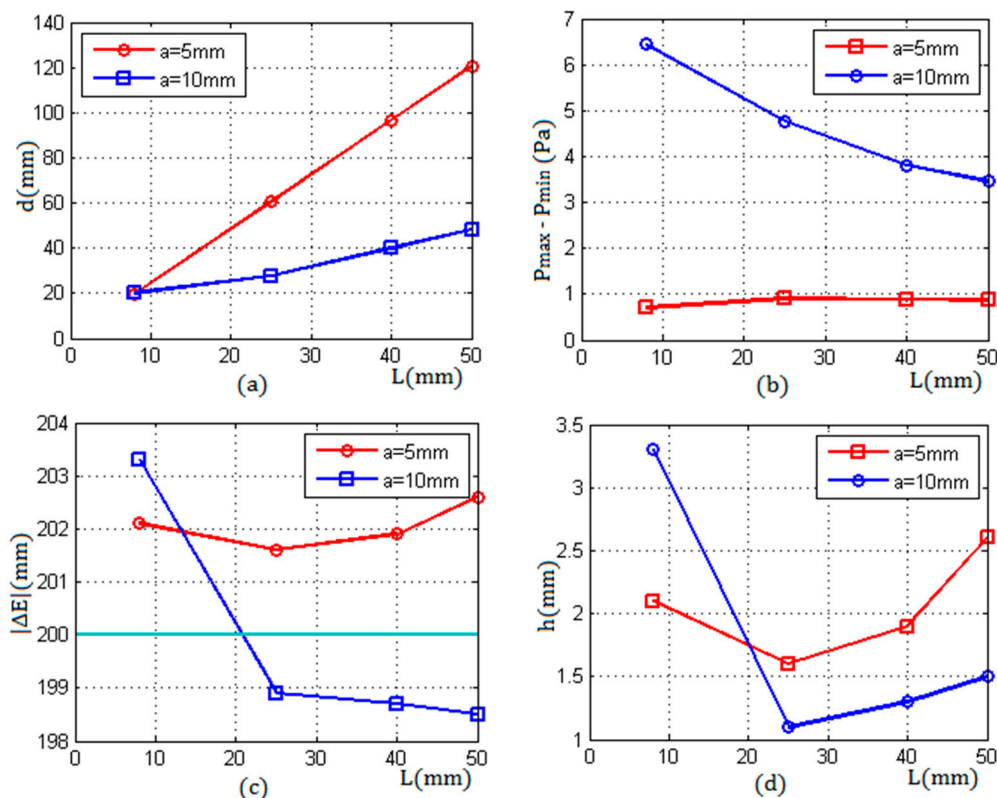 140
120
100
80
60
40
20
0
d(mm)
a=5mm
a=10mm
0 10 20 30 40 50
L(mm)
(a)
7
6
5
4
3
2
1
0
Pmax - Pmin (Pa)
a=5mm
a=10mm
0 10 20 30 40 50
L(mm)
(b)
204
203
202
201
200
199
198
|ΔE|(mm)
a=5mm
a=10mm
0 10 20 30 40 50
L(mm)
(c)
3.5
3
2.5
2
1.5
1
h(mm)
a=5mm
a=10mm
0 10 20 30 40 50
L(mm)
(d)